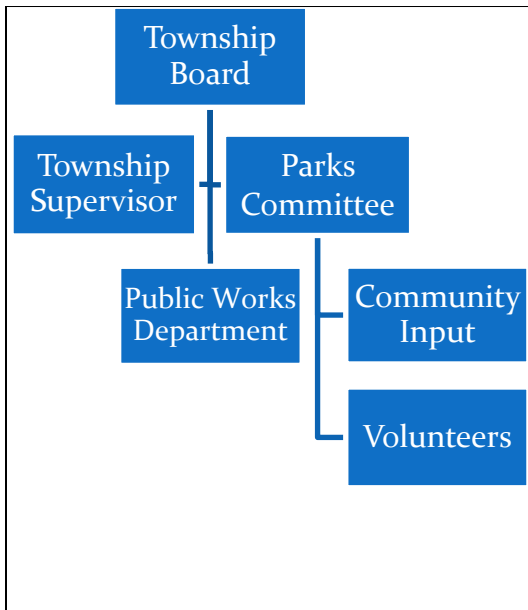 Township
Board
Township
Supervisor
Parks
Committee
Public Works
Department
Community
Input
Volunteers